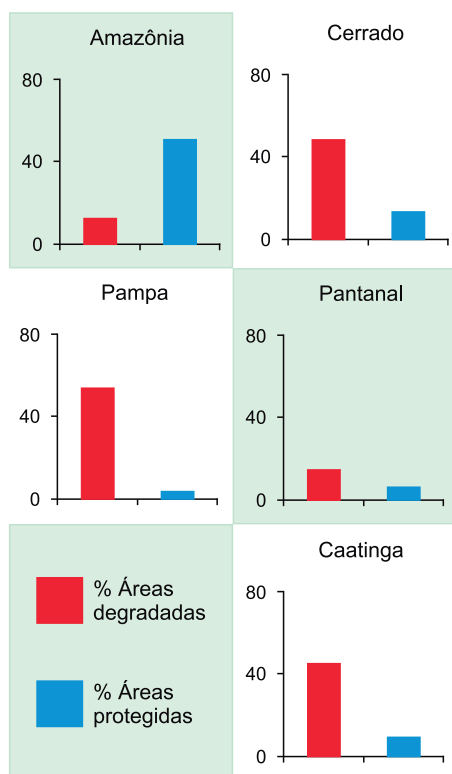 Amazônia
80
40
0
Cerrado
80
40
0
Pampa
80
40
0
Pantanal
80
40
0
% Áreas
degradadas
% Áreas
protegidas
Caatinga
80
40
0